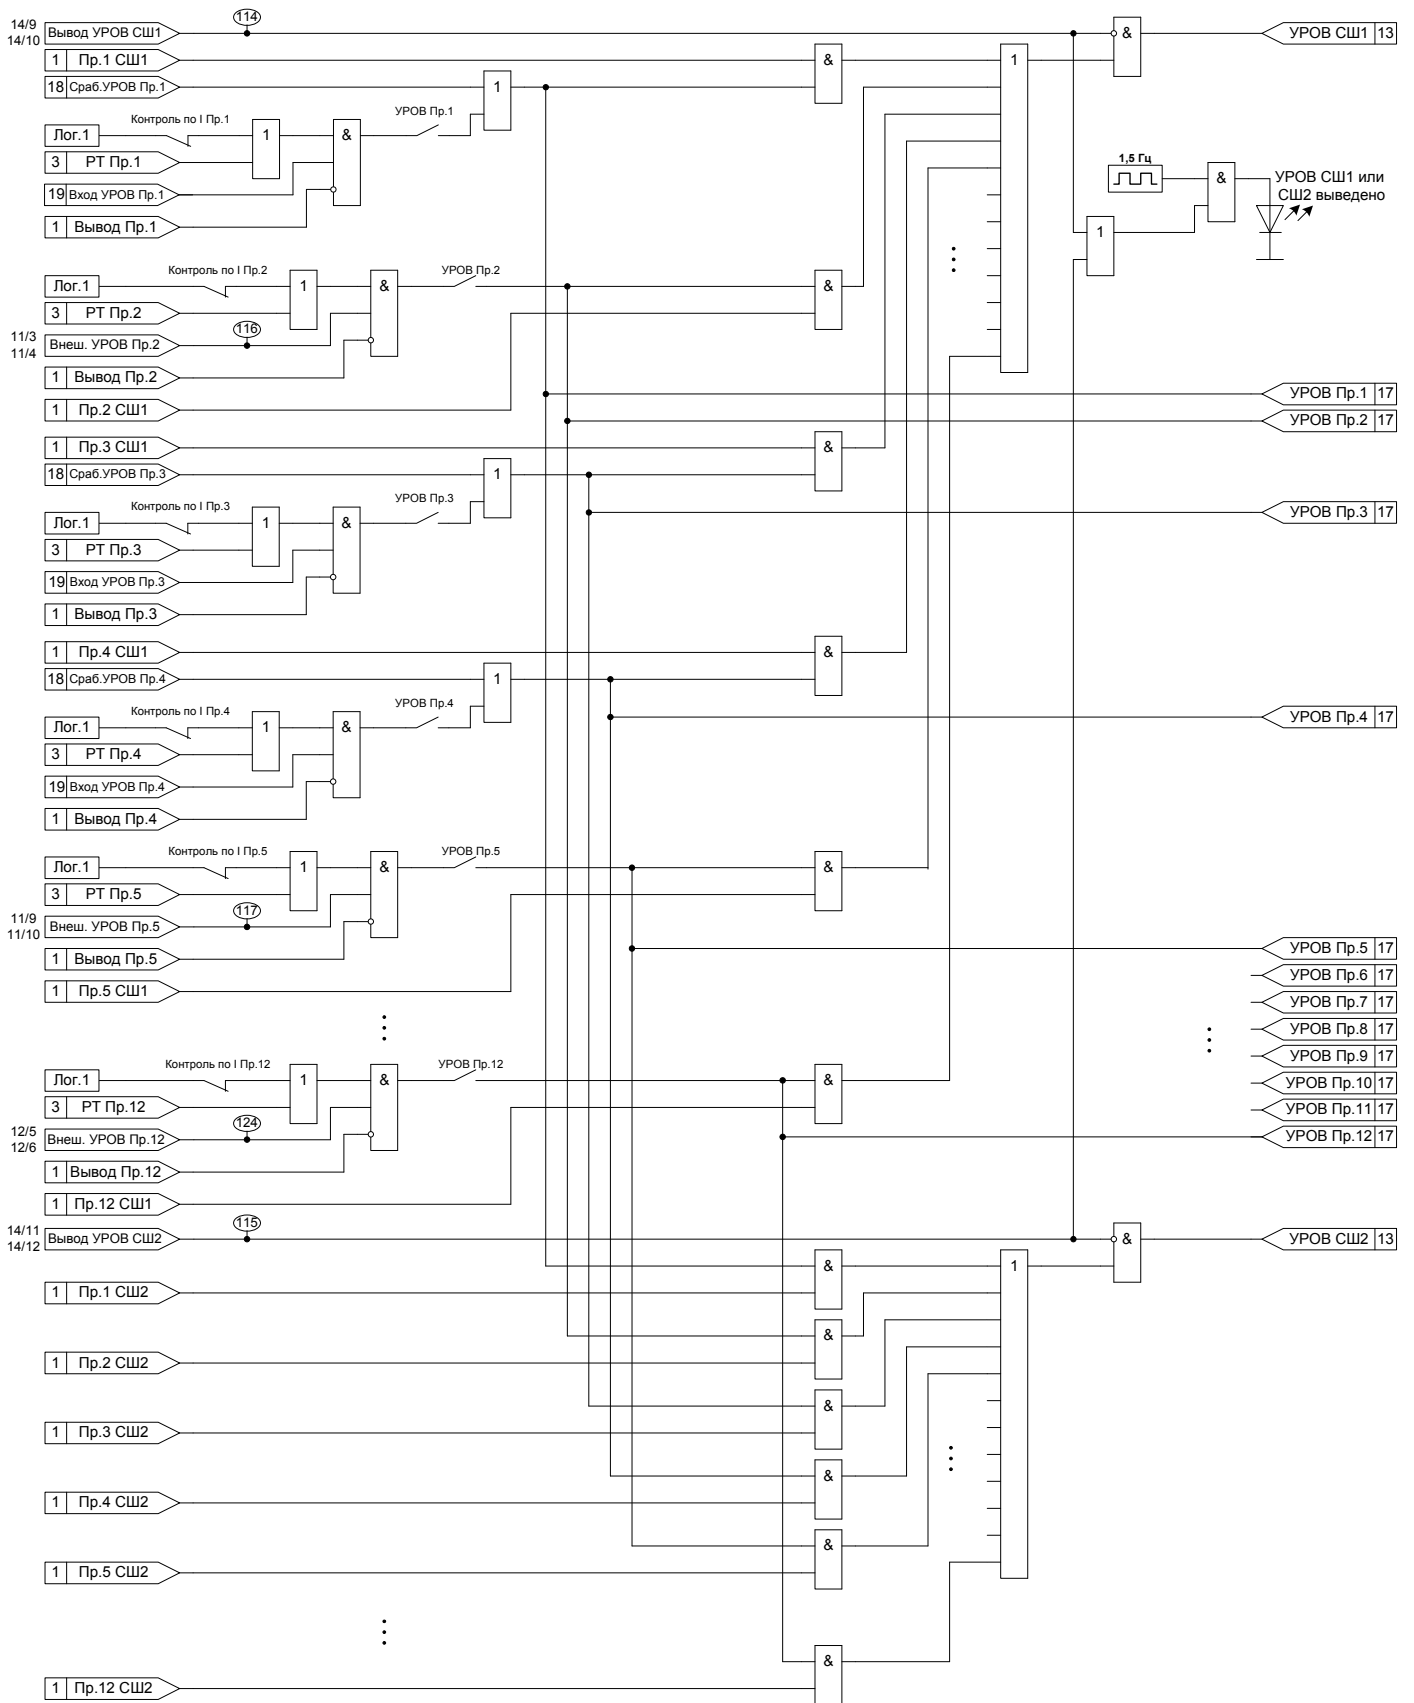 14/9
14/10
Вывод УРОВ СШ1
114
&
УРОВ СШ1 13
1 Пр.1 СШ1
&
1
18 Сраб.УРОВ Пр.1
1
Контроль по I Пр.1
УРОВ Пр.1
Лог.1
1
&
3 РТ Пр.1
19 Вход УРОВ Пр.1
1 Вывод Пр.1
1,5 Гц
&
УРОВ СШ1 или
СШ2 выведено
1
Контроль по I Пр.2
УРОВ Пр.2
Лог.1
1
&
&
3 РТ Пр.2
11/3
11/4
Внеш. УРОВ Пр.2
116
1 Вывод Пр.2
УРОВ Пр.1 17
1 Пр.2 СШ1
УРОВ Пр.2 17
1 Пр.3 СШ1
&
18 Сраб.УРОВ Пр.3
1
Контроль по I Пр.3
УРОВ Пр.3
УРОВ Пр.3 17
Лог.1
1
&
3 РТ Пр.3
19 Вход УРОВ Пр.3
1 Вывод Пр.3
1 Пр.4 СШ1
&
18 Сраб.УРОВ Пр.4
1
Контроль по I Пр.4
УРОВ Пр.4
УРОВ Пр.4 17
Лог.1
1
&
3 РТ Пр.4
19 Вход УРОВ Пр.4
1 Вывод Пр.4
Контроль по I Пр.5
УРОВ Пр.5
Лог.1
1
&
&
3 РТ Пр.5
11/9
11/10
Внеш. УРОВ Пр.5
117
1 Вывод Пр.5
УРОВ Пр.5 17
1 Пр.5 СШ1
УРОВ Пр.6 17
УРОВ Пр.7 17
УРОВ Пр.8 17
УРОВ Пр.9 17
УРОВ Пр.10 17
УРОВ Пр.11 17
УРОВ Пр.12 17
Контроль по I Пр.12
УРОВ Пр.12
Лог.1
1
&
&
3 РТ Пр.12
12/5
12/6
Внеш. УРОВ Пр.12
124
1 Вывод Пр.12
1 Пр.12 СШ1
14/11
14/12
Вывод УРОВ СШ2
115
&
УРОВ СШ2 13
&
1
1 Пр.1 СШ2
&
1 Пр.2 СШ2
&
1 Пр.3 СШ2
&
1 Пр.4 СШ2
&
1 Пр.5 СШ2
&
1 Пр.12 СШ2